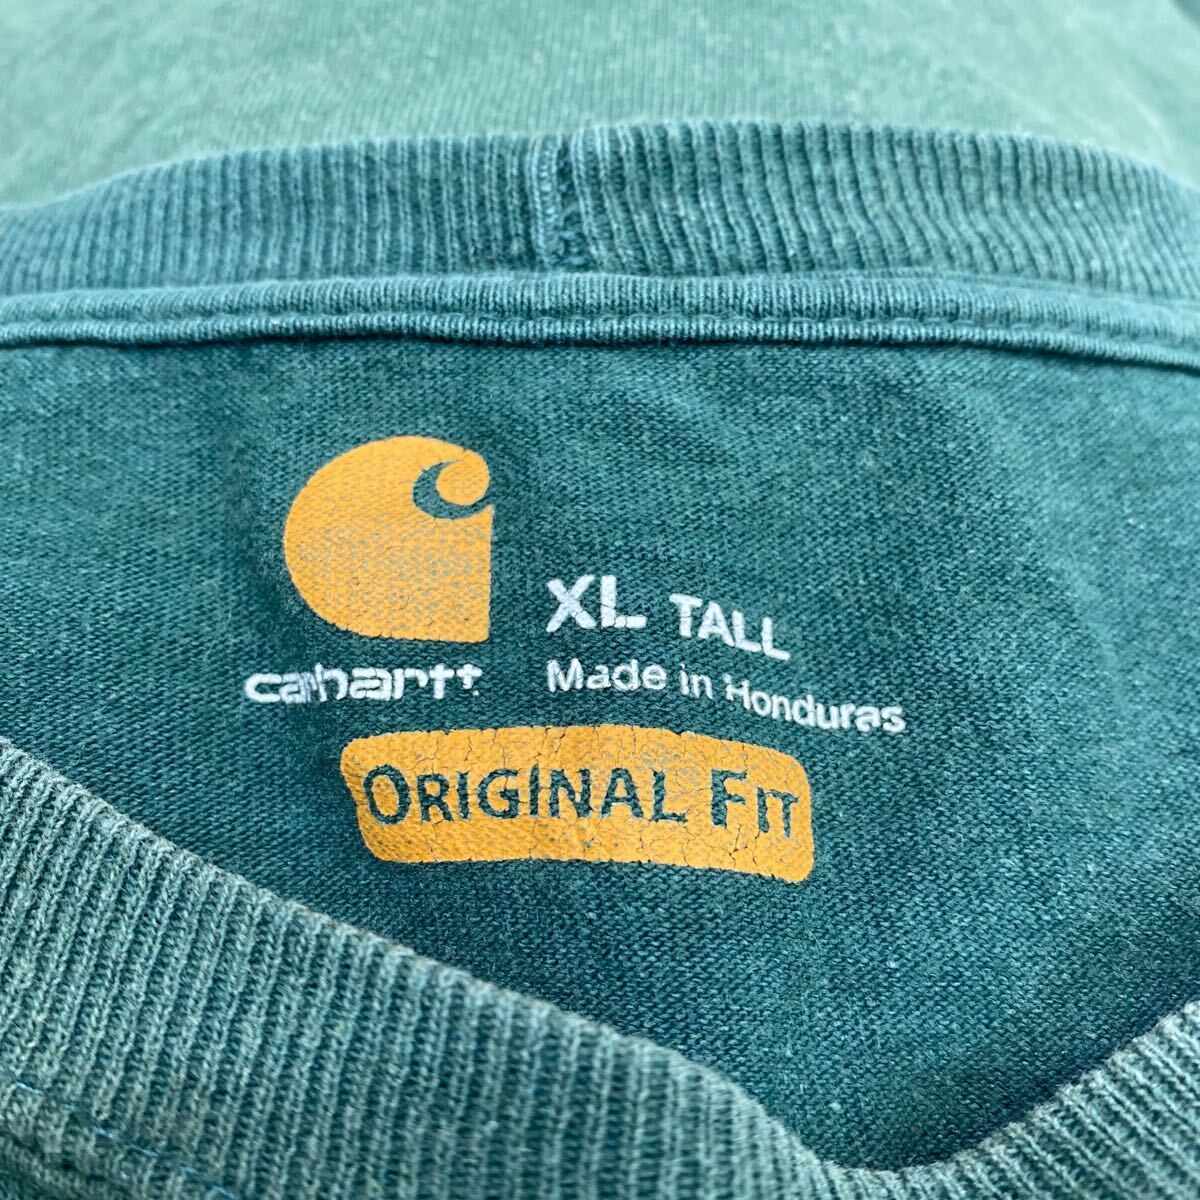 XL TALL
carhartt
Made in Honduras
ORIGINAL FIT